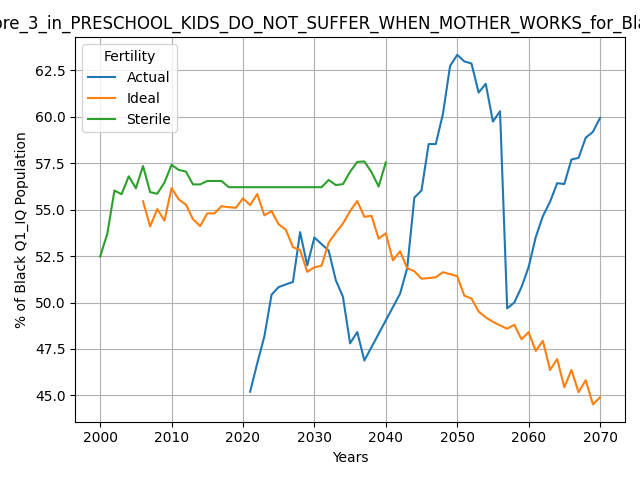 ore_3_in_PRESCHOOL_KIDS_DO_NOT_SUFFER_WHEN_MOTHER_WORKS_for_Bla
Fertility
Actual
Ideal
Sterile
% of Black Q1_IQ Population
62.5
60.0
57.5
55.0
52.5
50.0
47.5
45.0
2000 2010 2020 2030 2040 2050 2060 2070
Years